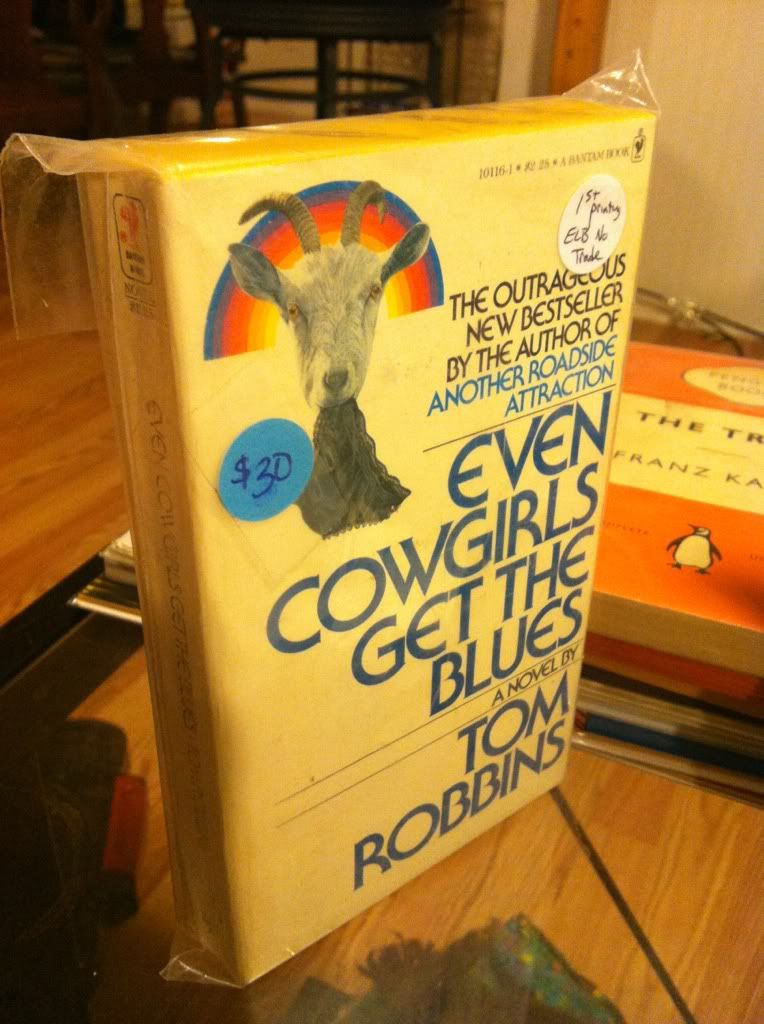 10116-1 * $2.25 * A BANTAM BOOK
1ST
printing
ELB No
Trade
THE OUTRAGEOUS
NEW BESTSELLER
BY THE AUTHOR OF
ANOTHER ROADSIDE
ATTRACTION
$30
EVEN
COWGIRLS
GET THE
BLUES
A NOVEL BY
TOM
ROBBINS
EVEN COWGIRLS GET THE BLUES
THE TR
FRANZ KA